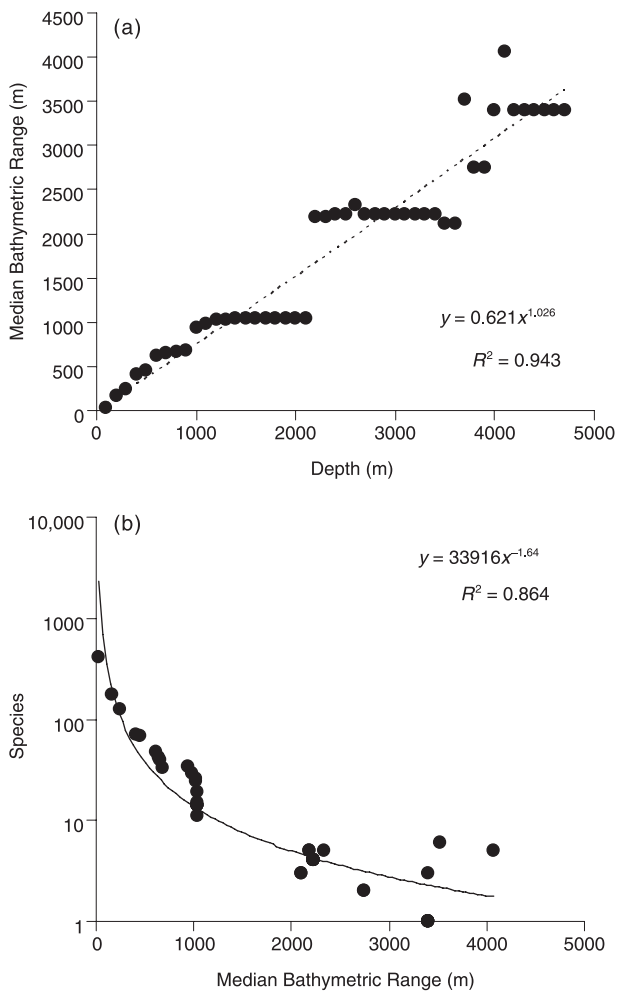 (a)
4500
4000
3500
3000
2500
2000
1500
1000
500
0
Median Bathymetric Range (m)
y = 0.621x^1.026
R² = 0.943
0 1000 2000 3000 4000 5000
Depth (m)
(b)
10,000
1000
100
10
1
Species
y = 33916x^–1.64
R² = 0.864
0 1000 2000 3000 4000 5000
Median Bathymetric Range (m)